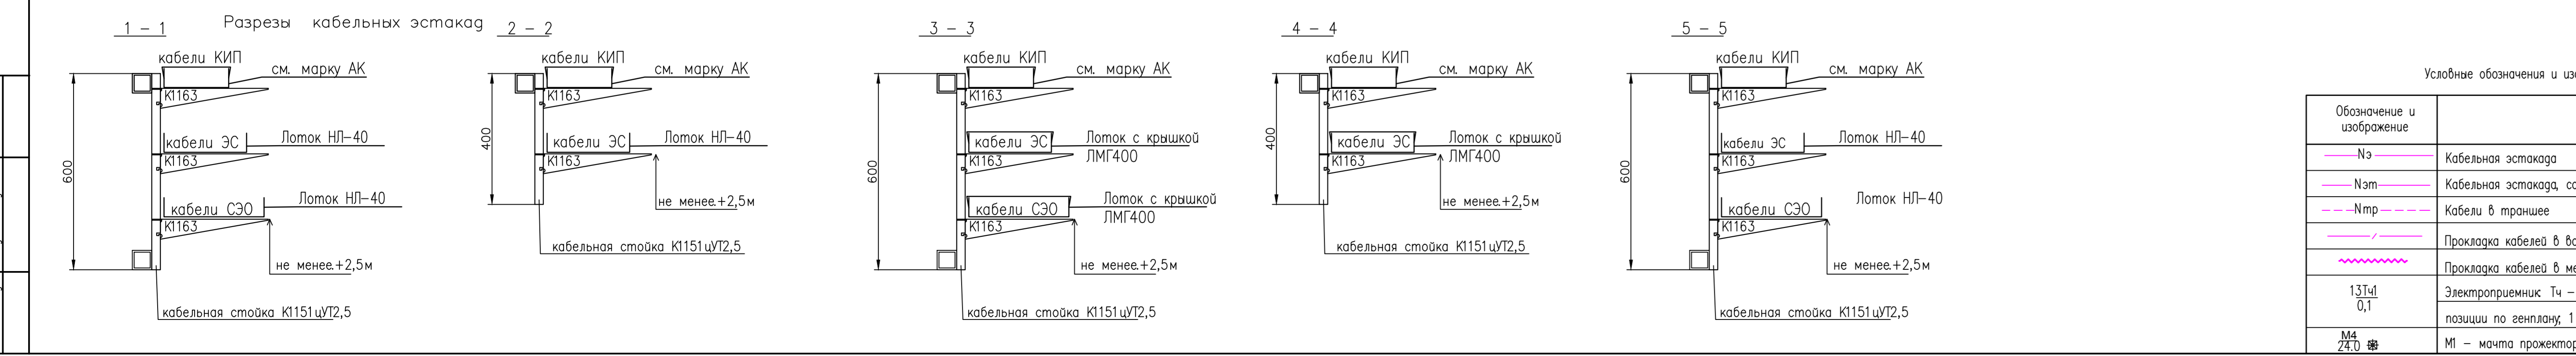 Разрезы кабельных эстакад
1 – 1
кабели КИП
см. марку АК
К1163
кабели ЭС
Лоток НЛ-40
К1163
кабели СЭО
Лоток НЛ-40
К1163
600
не менее.+2,5м
кабельная стойка К1151цУТ2,5
2 – 2
кабели КИП
см. марку АК
К1163
кабели ЭС
Лоток НЛ-40
К1163
400
не менее.+2,5м
кабельная стойка К1151цУТ2,5
3 – 3
кабели КИП
см. марку АК
К1163
кабели ЭС
Лоток с крышкой
ЛМГ400
К1163
кабели СЭО
Лоток с крышкой
ЛМГ400
К1163
600
не менее.+2,5м
кабельная стойка К1151цУТ2,5
4 – 4
кабели КИП
см. марку АК
К1163
кабели ЭС
Лоток с крышкой
ЛМГ400
К1163
400
не менее.+2,5м
кабельная стойка К1151цУТ2,5
5 – 5
кабели КИП
см. марку АК
К1163
кабели ЭС
Лоток НЛ-40
К1163
кабели СЭО
Лоток НЛ-40
К1163
600
не менее.+2,5м
кабельная стойка К1151цУТ2,5
Условные обозначения и
Обозначение и
изображение
Nэ
Кабельная эстакада
Nэт
Кабельная эстакада,
Nтр
Кабели в траншее
Прокладка кабелей в
Прокладка кабелей в
13Тч1
0,1
Электроприемник: Тч –
позиции по генплану; 1
М4
24.0
М1 – мачта